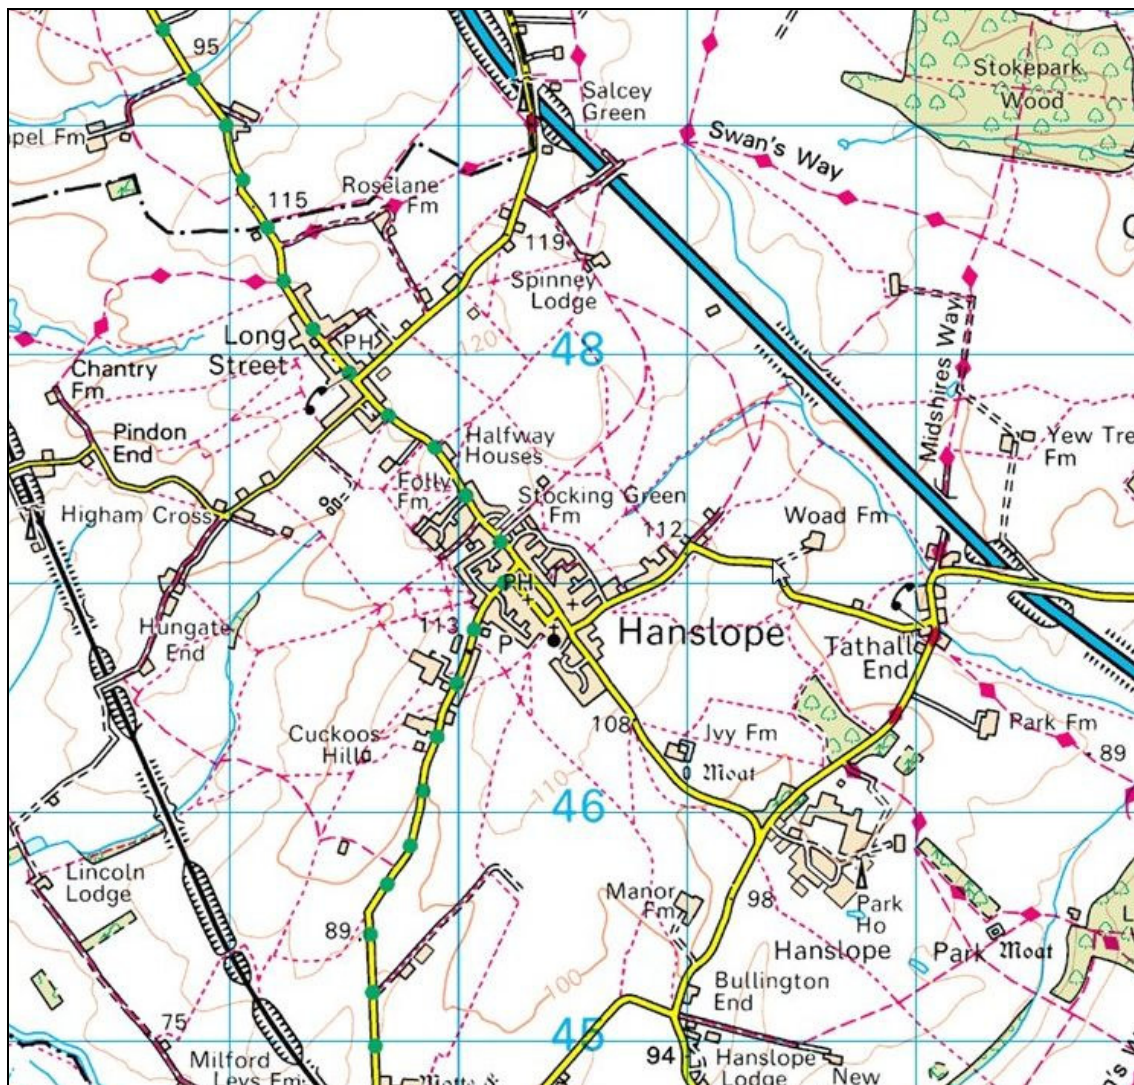 95
Salcey
Green
Stokepark
Wood
Fm
Swan's Way
Roselane
Fm
115
119
Spinney
Lodge
Long
Street
PH
120
48
Midshires Way
Chantry
Fm
Pindon
End
Halfway
Houses
Yew Tre
Fm
Folly
Fm
Stocking Green
Fm
Higham Cross
112
Woad Fm
PH
Hungate
End
113
P
Hanslope
Tathall
End
108
Ivy Fm
Park Fm
89
Cuckoos
Hill
Moat
110
46
Lincoln
Lodge
Manor
Fm
98
Park
Ho
89
Hanslope Park
Moat
100
Bullington
End
75
45
94
Milford
Leys Fm
Hanslope
Lodge
New